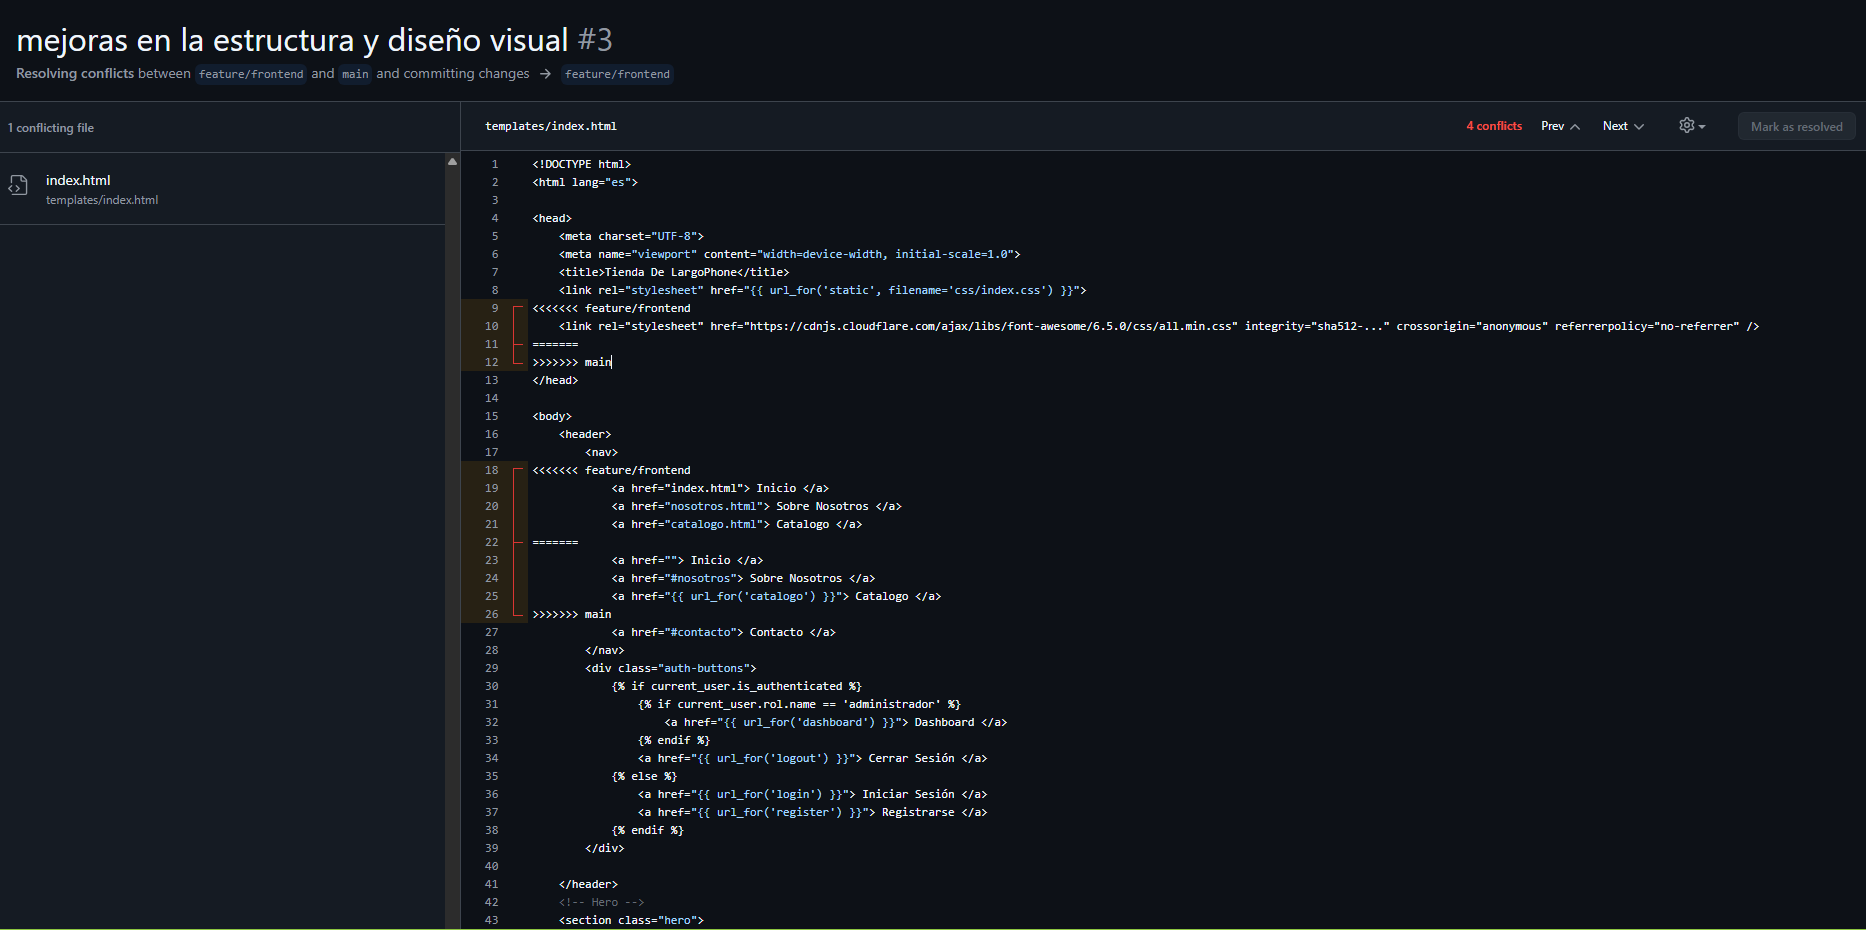 mejoras en la estructura y diseño visual #3
Resolving conflicts between feature/frontend and main and committing changes → feature/frontend
1 conflicting file
index.html
templates/index.html
templates/index.html
4 conflicts Prev Next Mark as resolved
1 <!DOCTYPE html>
2 <html lang="es">
3
4 <head>
5     <meta charset="UTF-8">
6     <meta name="viewport" content="width=device-width, initial-scale=1.0">
7     <title>Tienda De LargoPhone</title>
8     <link rel="stylesheet" href="{{ url_for('static', filename='css/index.css') }}">
9 <<<<<<< feature/frontend
10     <link rel="stylesheet" href="https://cdnjs.cloudflare.com/ajax/libs/font-awesome/6.5.0/css/all.min.css" integrity="sha512-..." crossorigin="anonymous" referrerpolicy="no-referrer" />
11 =======
12 >>>>>>> main
13 </head>
14
15 <body>
16     <header>
17         <nav>
18 <<<<<<< feature/frontend
19             <a href="index.html"> Inicio </a>
20             <a href="nosotros.html"> Sobre Nosotros </a>
21             <a href="catalogo.html"> Catalogo </a>
22 =======
23             <a href=""> Inicio </a>
24             <a href="#nosotros"> Sobre Nosotros </a>
25             <a href="{{ url_for('catalogo') }}"> Catalogo </a>
26 >>>>>>> main
27             <a href="#contacto"> Contacto </a>
28         </nav>
29         <div class="auth-buttons">
30             {% if current_user.is_authenticated %}
31                 {% if current_user.rol.name == 'administrador' %}
32                     <a href="{{ url_for('dashboard') }}"> Dashboard </a>
33                 {% endif %}
34                 <a href="{{ url_for('logout') }}"> Cerrar Sesión </a>
35             {% else %}
36                 <a href="{{ url_for('login') }}"> Iniciar Sesión </a>
37                 <a href="{{ url_for('register') }}"> Registrarse </a>
38             {% endif %}
39         </div>
40
41     </header>
42     <!-- Hero -->
43     <section class="hero">